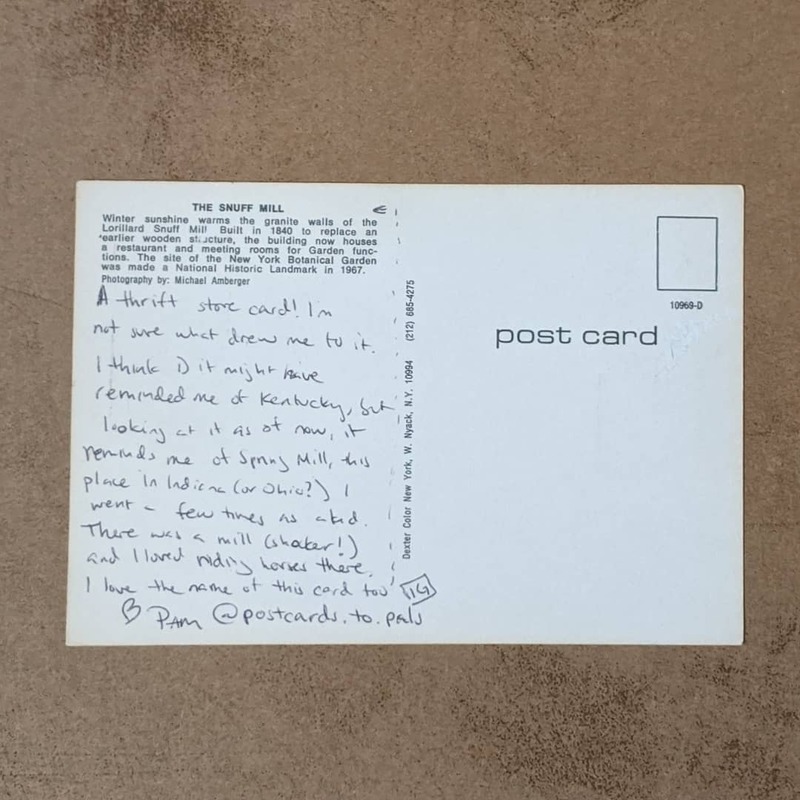 THE SNUFF MILL
Winter sunshine warms the granite walls of the
Lorillard Snuff Mill Built in 1840 to replace an
earlier wooden structure, the building now houses
a restaurant and meeting rooms for Garden func-
tions. The site of the New York Botanical Garden
was made a National Historic Landmark in 1967.
Photography by: Michael Amberger
A thrift store card! I'm
not sure what drew me to it.
I think 1) it might have
reminded me of Kentucky, but
looking at it as of now, it
reminds me of Spring Mill, this
place in Indiana (or Ohio?) I
went a few times as a kid.
There was a mill (shocker!)
and I loved riding horses there.
I love the name of this card too
♡ Pam @postcards.to.pals
Dexter Color New York, W. Nyack, N.Y. 10994 (212) 685-4275
10969-D
post card